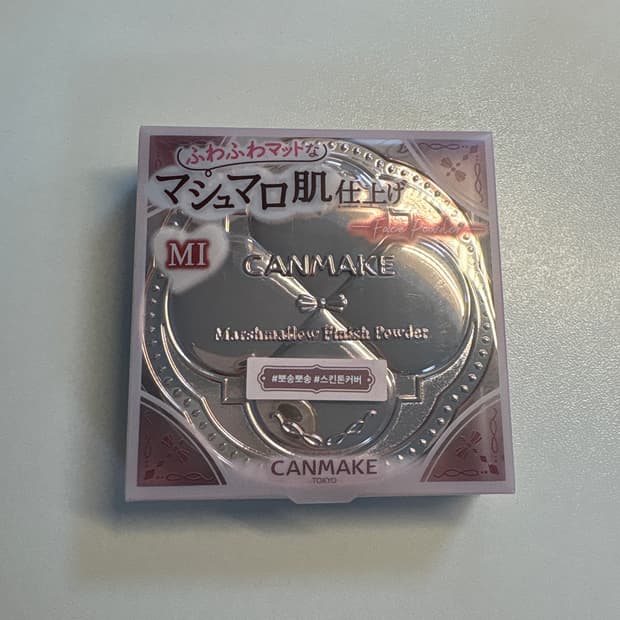 ふわふわマットな
マシュマロ肌仕上げ
Face Powder
MI
CANMAKE
Marshmallow Finish Powder
#뽀송뽀송 #스킨톤커버
CANMAKE
TOKYO